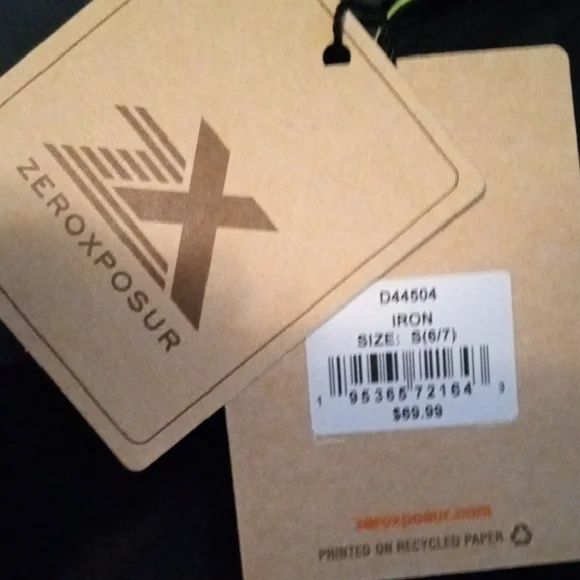 ZEROXPOSUR
D44504
IRON
SIZE: S(6/7)
1 95365 72164 9
$69.99
zeroxposur.com
PRINTED ON RECYCLED PAPER